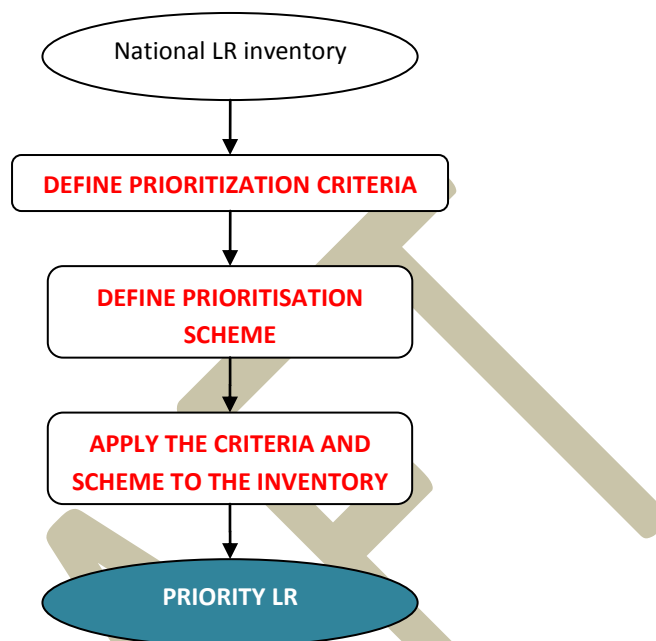 National LR inventory
DEFINE PRIORITIZATION CRITERIA
DEFINE PRIORITISATION
SCHEME
APPLY THE CRITERIA AND
SCHEME TO THE INVENTORY
PRIORITY LR